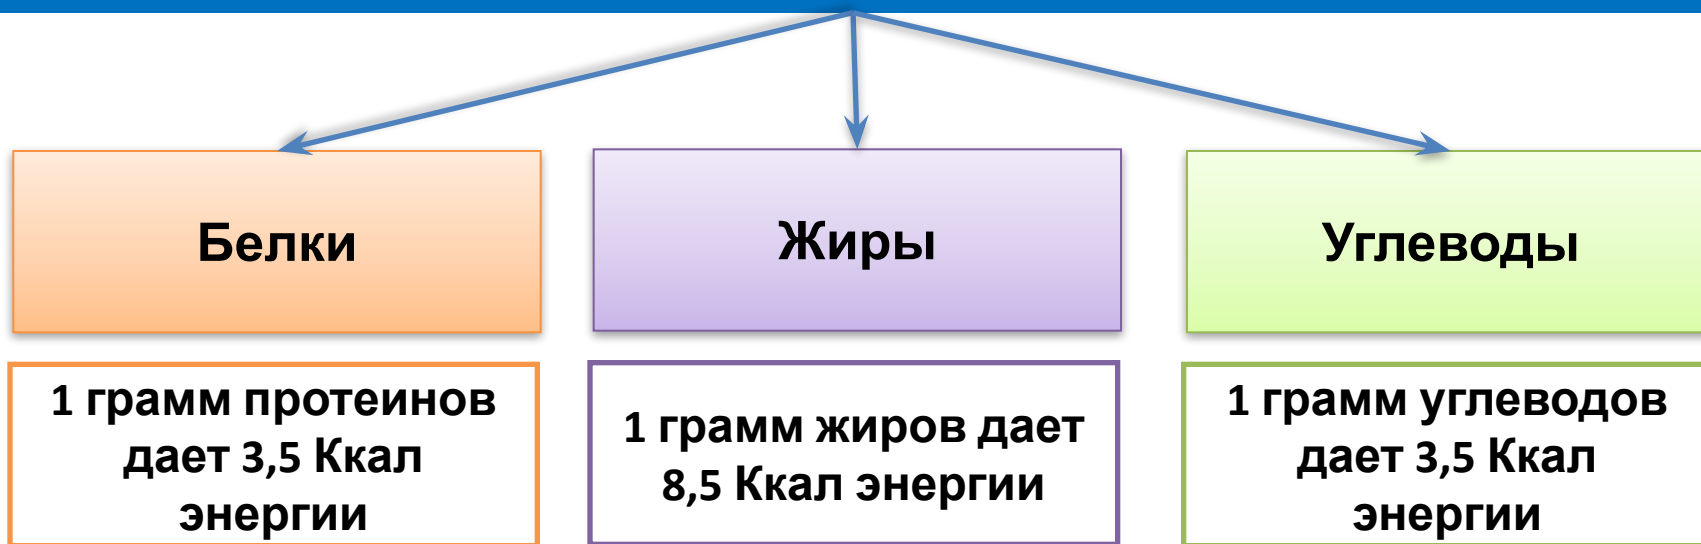 Белки
Жиры
Углеводы
1 грамм протеинов
дает 3,5 Ккал
энергии
1 грамм жиров дает
8,5 Ккал энергии
1 грамм углеводов
дает 3,5 Ккал
энергии